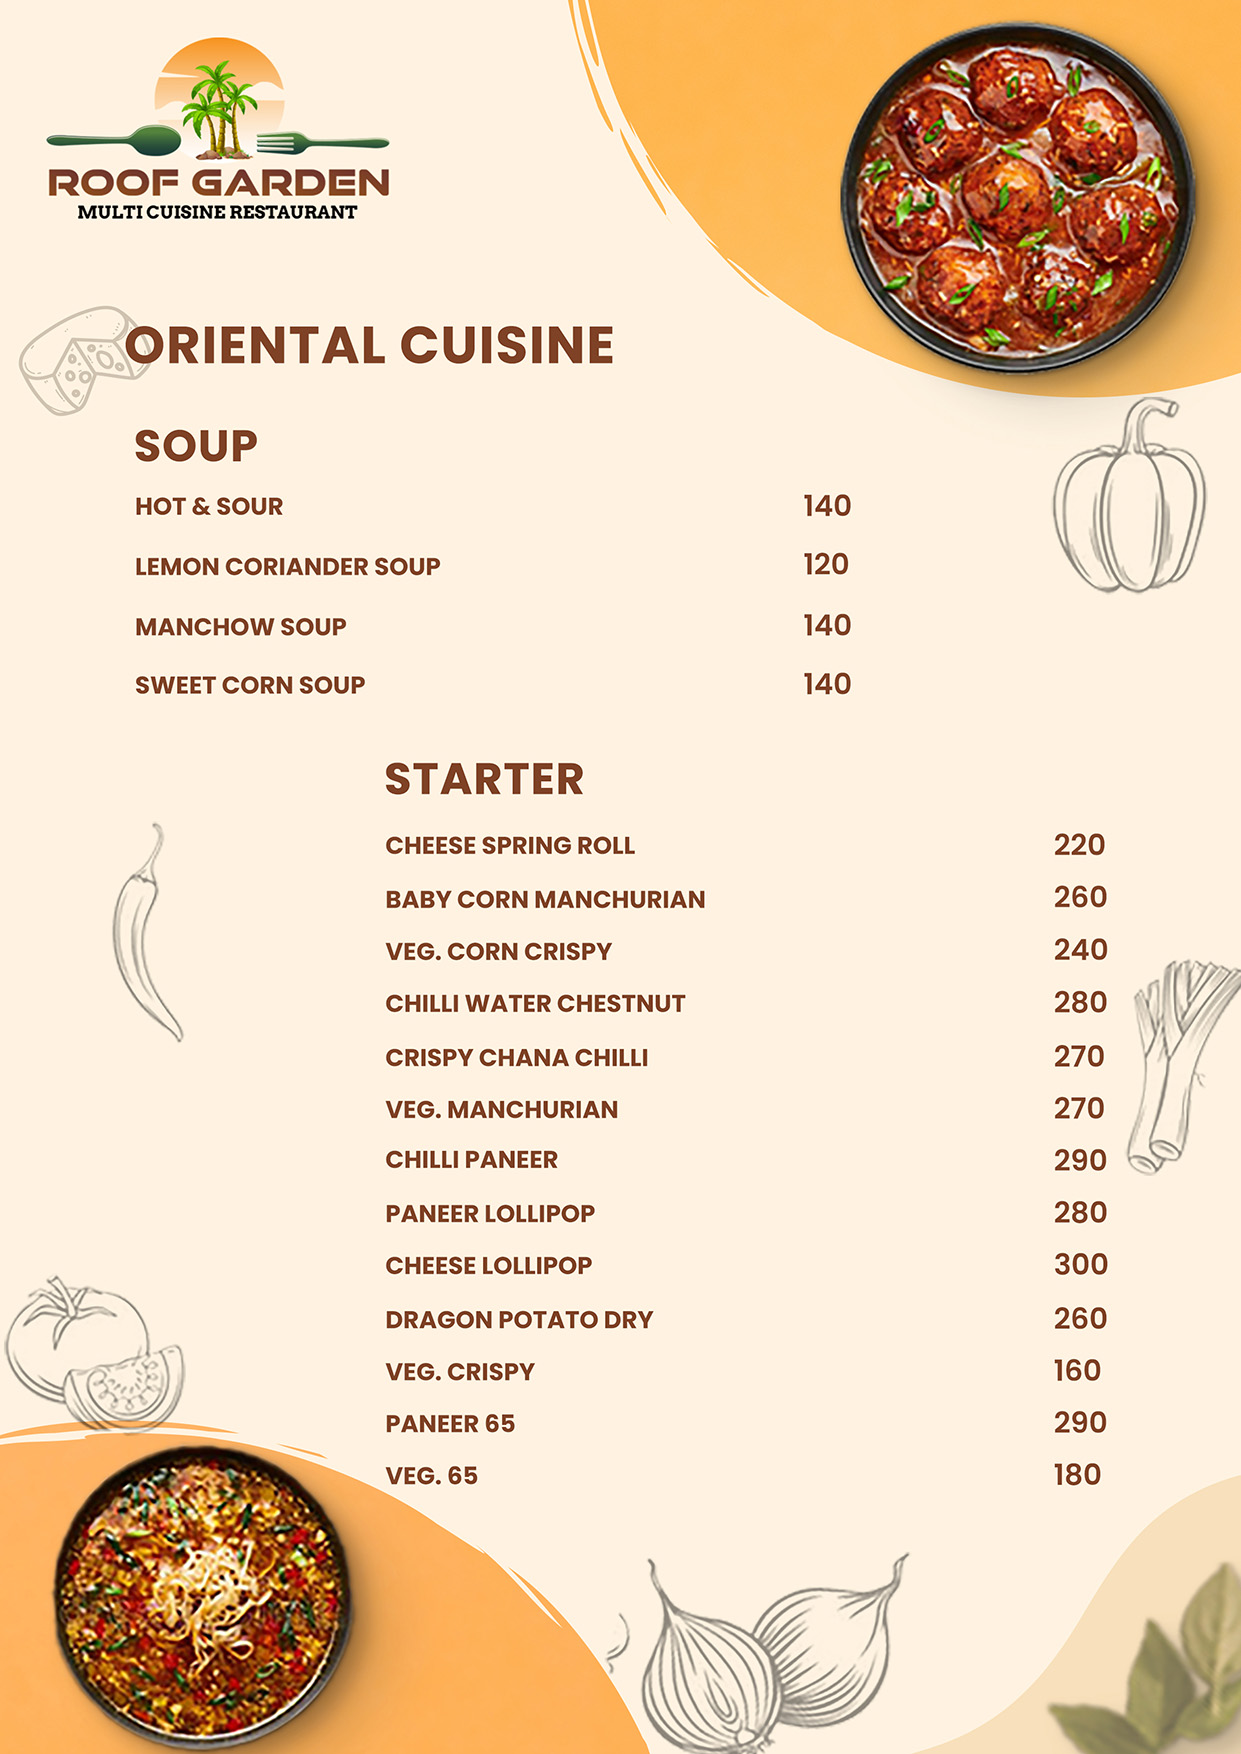 ROOF GARDEN
MULTI CUISINE RESTAURANT
ORIENTAL CUISINE
SOUP
HOT & SOUR 140
LEMON CORIANDER SOUP 120
MANCHOW SOUP 140
SWEET CORN SOUP 140
STARTER
CHEESE SPRING ROLL 220
BABY CORN MANCHURIAN 260
VEG. CORN CRISPY 240
CHILLI WATER CHESTNUT 280
CRISPY CHANA CHILLI 270
VEG. MANCHURIAN 270
CHILLI PANEER 290
PANEER LOLLIPOP 280
CHEESE LOLLIPOP 300
DRAGON POTATO DRY 260
VEG. CRISPY 160
PANEER 65 290
VEG. 65 180